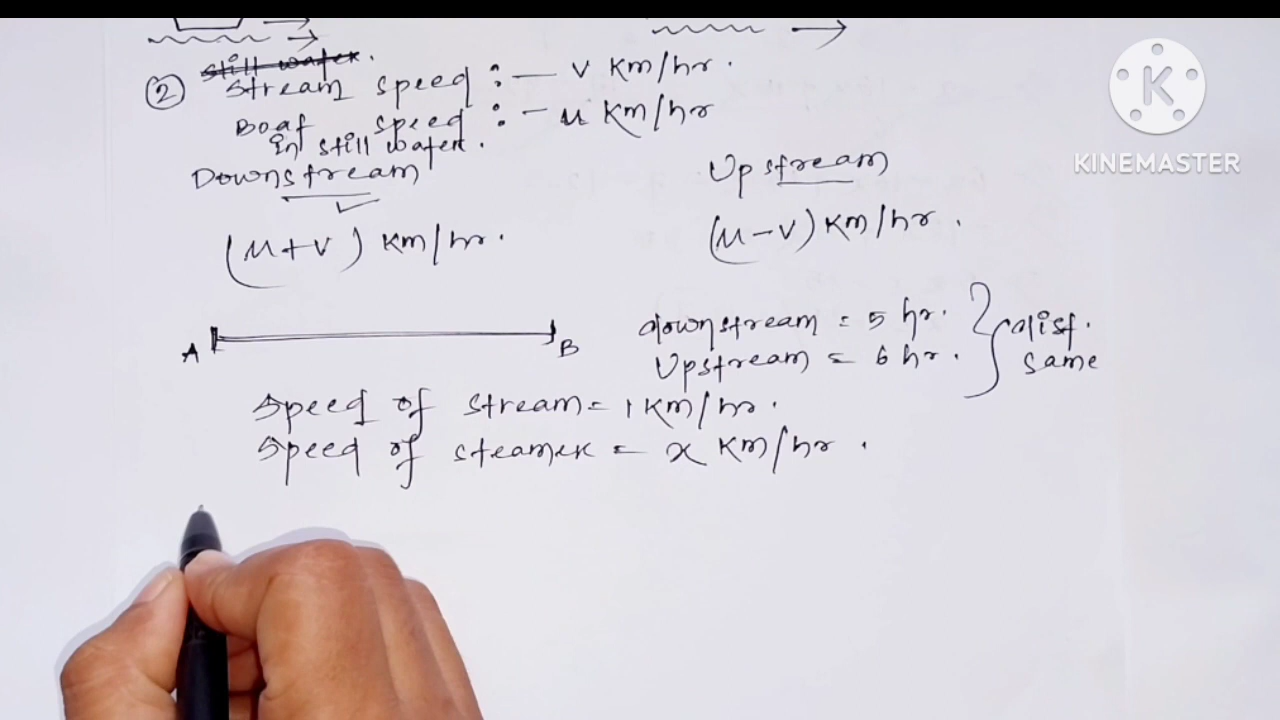 still water.
② Stream speed :- v km/hr.
Boat speed :- u km/hr
in still water.
Downstream
Upstream
(u+v) km/hr.
(u-v) km/hr.
A B
downstream = 5 hr.
Upstream = 6 hr.
dist.
same
Speed of stream = 1 km/hr.
Speed of steamer = x km/hr.
K
KINEMASTER